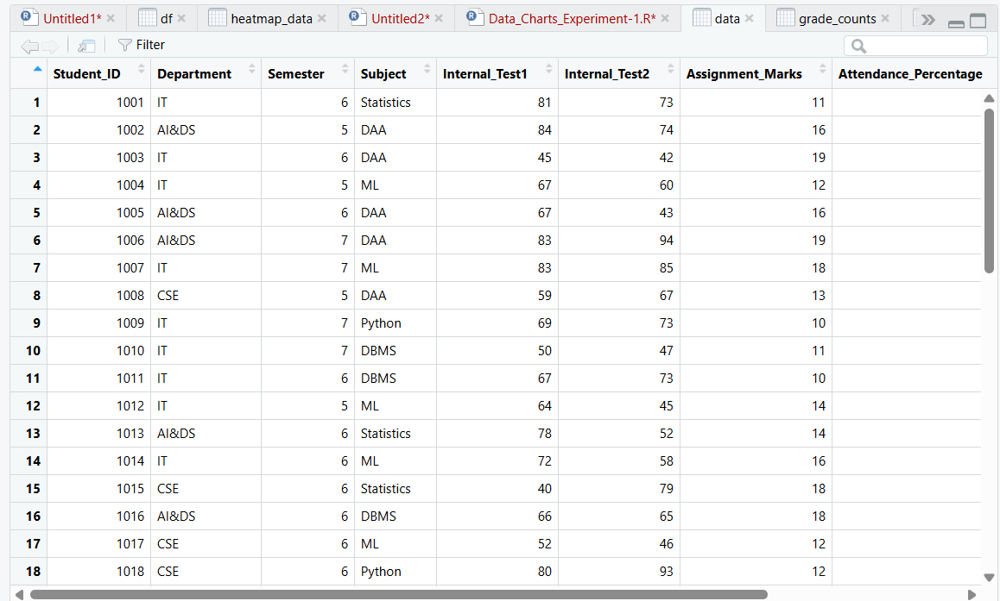 Untitled1* df heatmap_data Untitled2* Data_Charts_Experiment-1.R* data grade_counts
Filter
Student_ID Department Semester Subject Internal_Test1 Internal_Test2 Assignment_Marks Attendance_Percentage
1 1001 IT 6 Statistics 81 73 11
2 1002 AI&DS 5 DAA 84 74 16
3 1003 IT 6 DAA 45 42 19
4 1004 IT 5 ML 67 60 12
5 1005 AI&DS 6 DAA 67 43 16
6 1006 AI&DS 7 DAA 83 94 19
7 1007 IT 7 ML 83 85 18
8 1008 CSE 5 DAA 59 67 13
9 1009 IT 7 Python 69 73 10
10 1010 IT 7 DBMS 50 47 11
11 1011 IT 6 DBMS 67 73 10
12 1012 IT 5 ML 64 45 14
13 1013 AI&DS 6 Statistics 78 52 14
14 1014 IT 6 ML 72 58 16
15 1015 CSE 6 Statistics 40 79 18
16 1016 AI&DS 6 DBMS 66 65 18
17 1017 CSE 6 ML 52 46 12
18 1018 CSE 6 Python 80 93 12